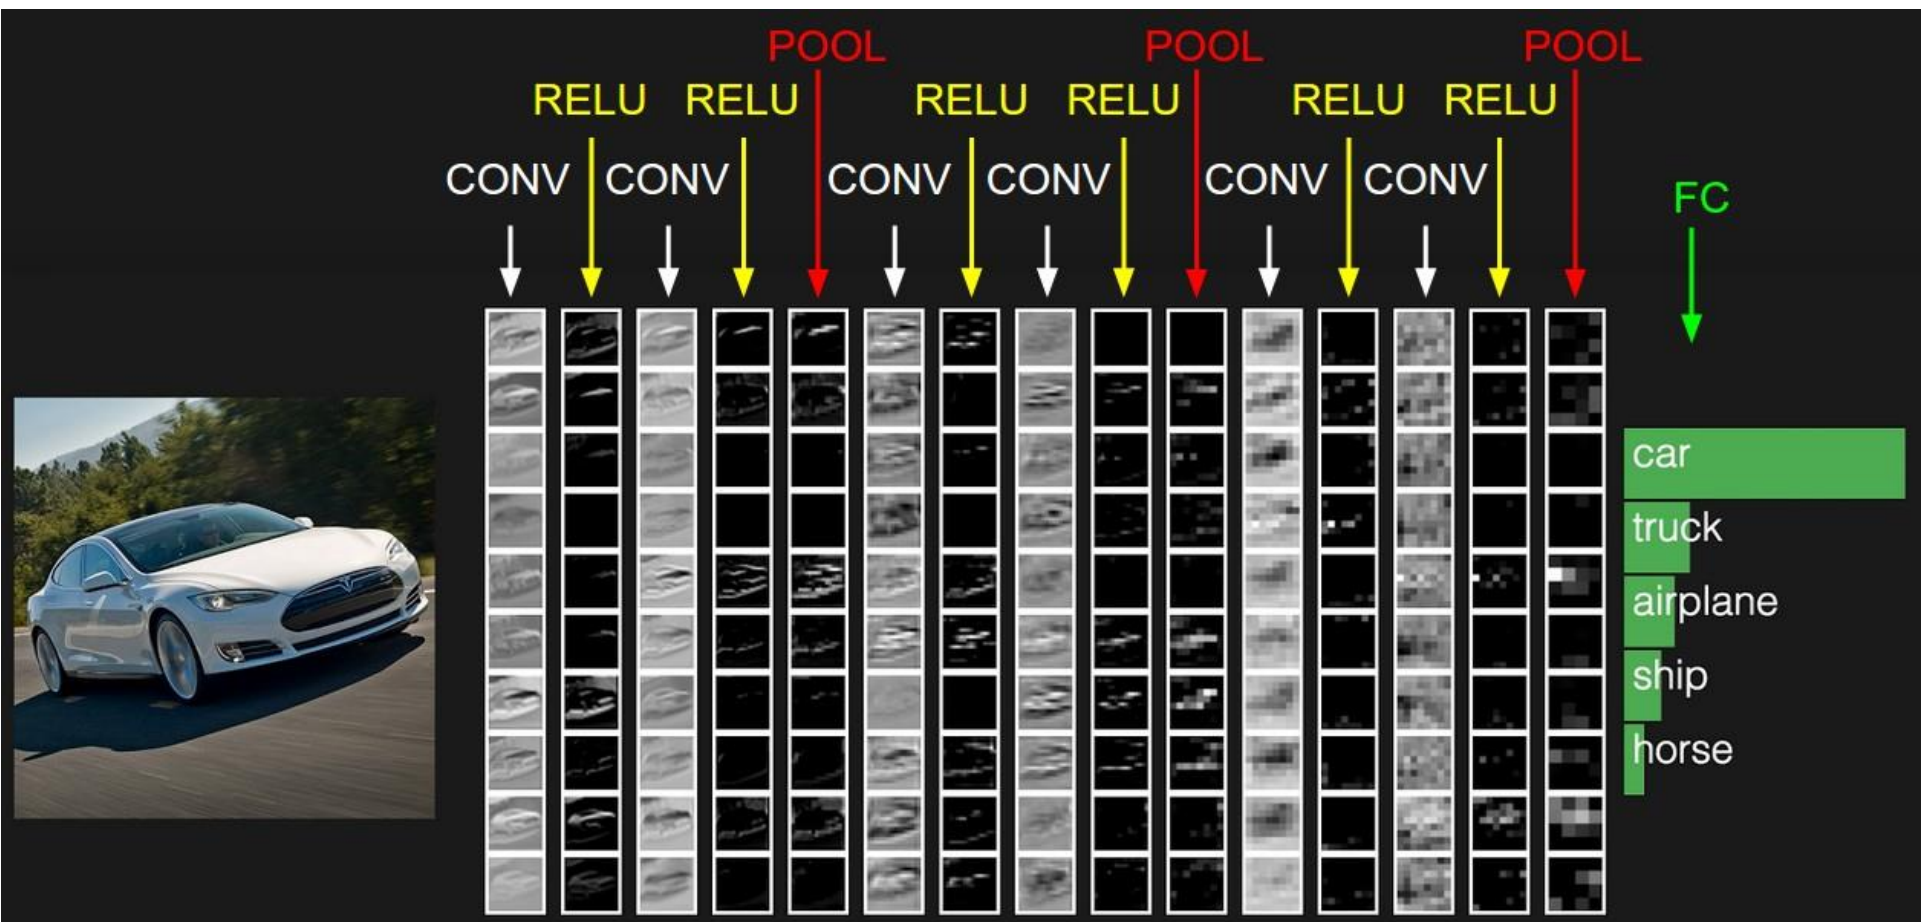 POOL POOL POOL
RELU RELU RELU RELU RELU RELU
CONV CONV CONV CONV CONV CONV
FC
car
truck
airplane
ship
horse